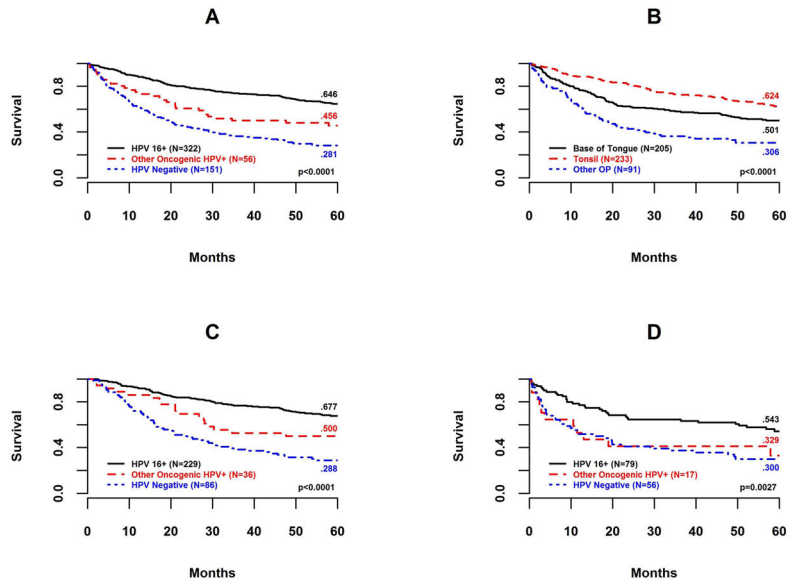 A
Survival
0.8
0.4
0.0
.646
.456
.281
HPV 16+ (N=322)
Other Oncogenic HPV+ (N=56)
HPV Negative (N=151)
p<0.0001
0 10 20 30 40 50 60
Months
B
Survival
0.8
0.4
0.0
.624
.501
.306
Base of Tongue (N=205)
Tonsil (N=233)
Other OP (N=91)
p<0.0001
0 10 20 30 40 50 60
Months
C
Survival
0.8
0.4
0.0
.677
.500
.288
HPV 16+ (N=229)
Other Oncogenic HPV+ (N=36)
HPV Negative (N=86)
p<0.0001
0 10 20 30 40 50 60
Months
D
Survival
0.8
0.4
0.0
.543
.329
.300
HPV 16+ (N=79)
Other Oncogenic HPV+ (N=17)
HPV Negative (N=56)
p=0.0027
0 10 20 30 40 50 60
Months